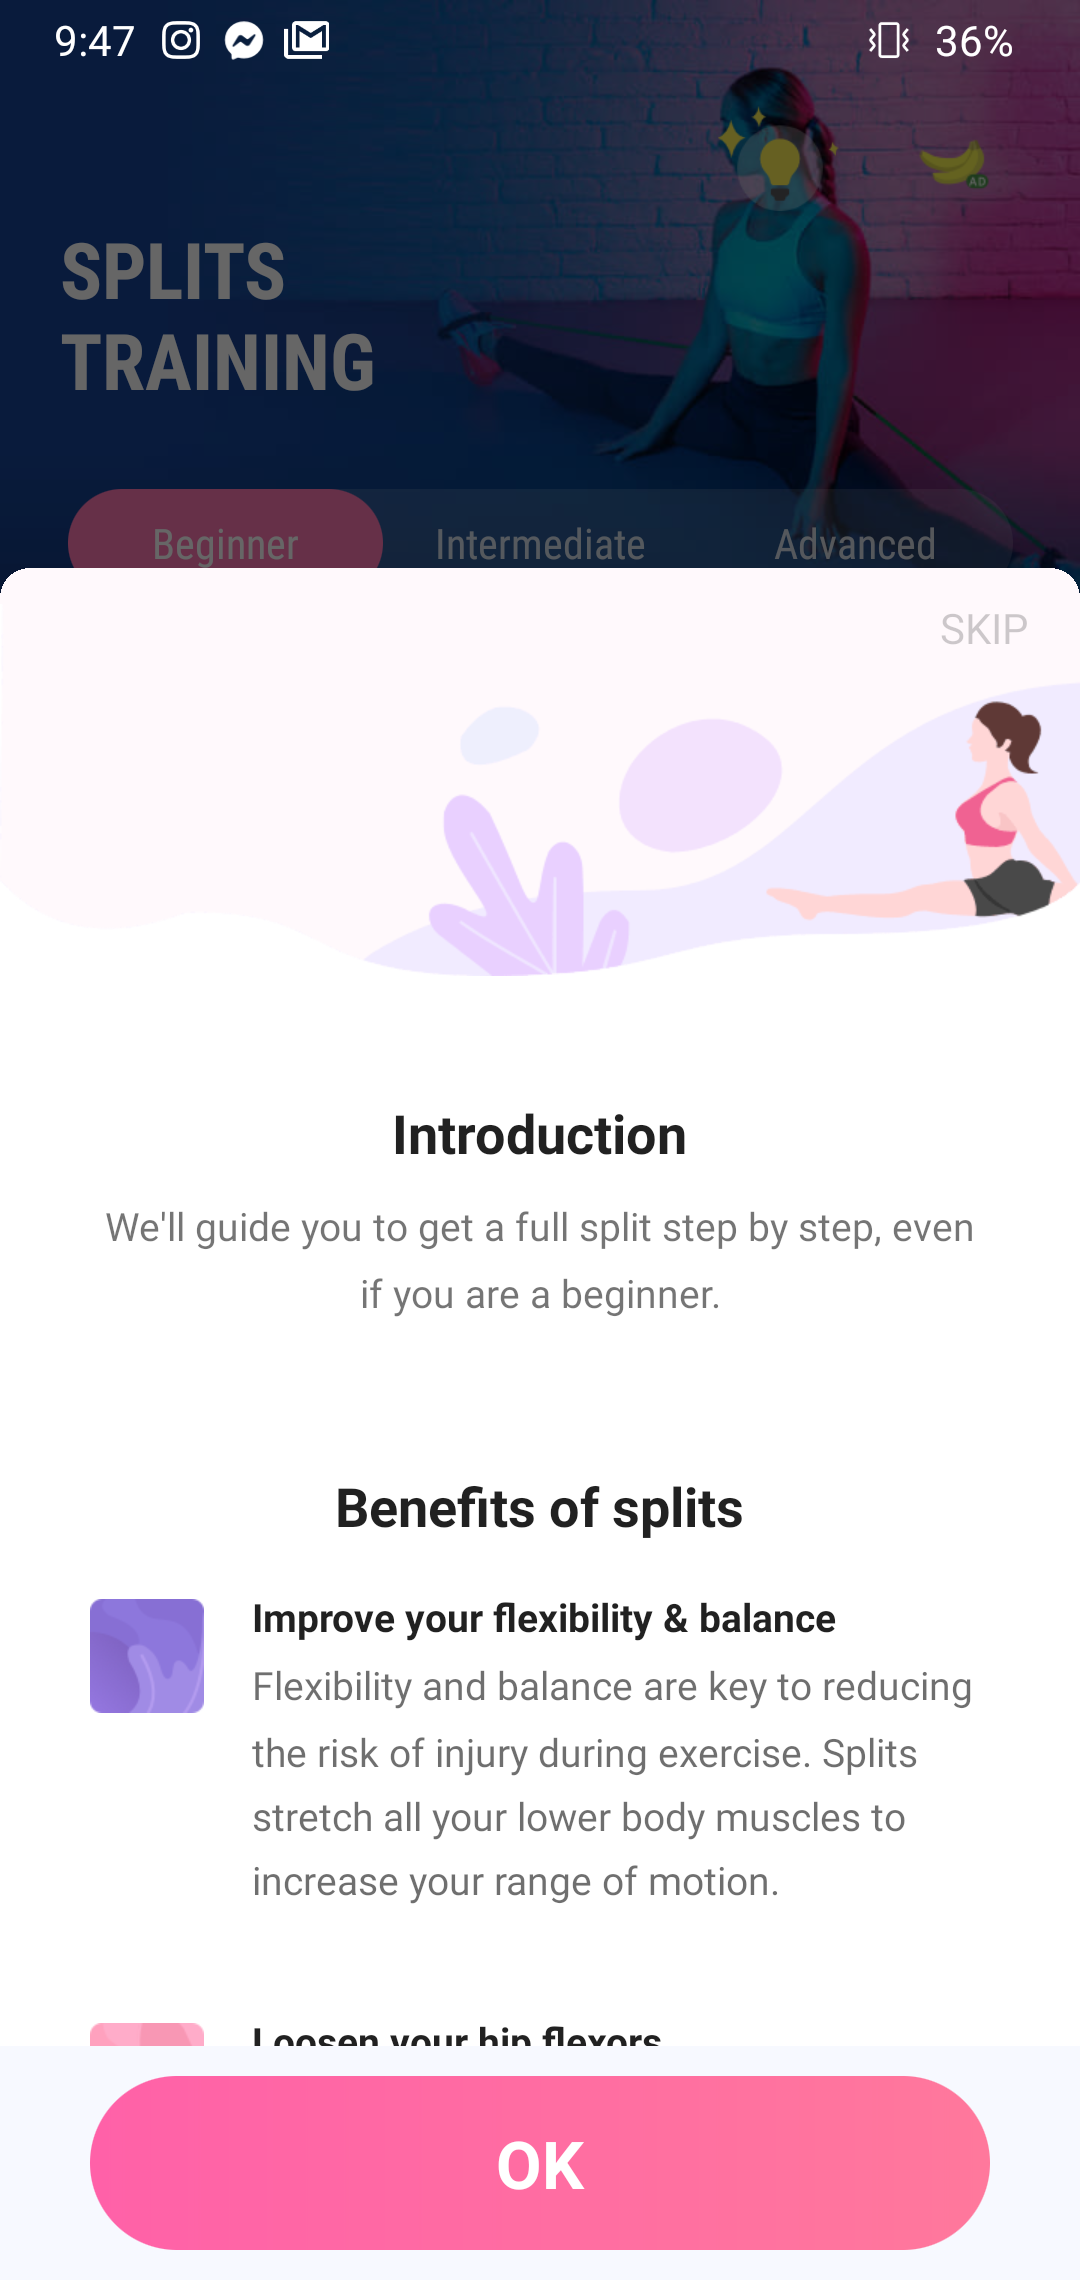 9:47
36%
AD
SPLITS
TRAINING
Beginner
Intermediate
Advanced
SKIP
Introduction
We'll guide you to get a full split step by step, even
if you are a beginner.
Benefits of splits
Improve your flexibility & balance
Flexibility and balance are key to reducing
the risk of injury during exercise. Splits
stretch all your lower body muscles to
increase your range of motion.
Loosen your hip flexors
OK